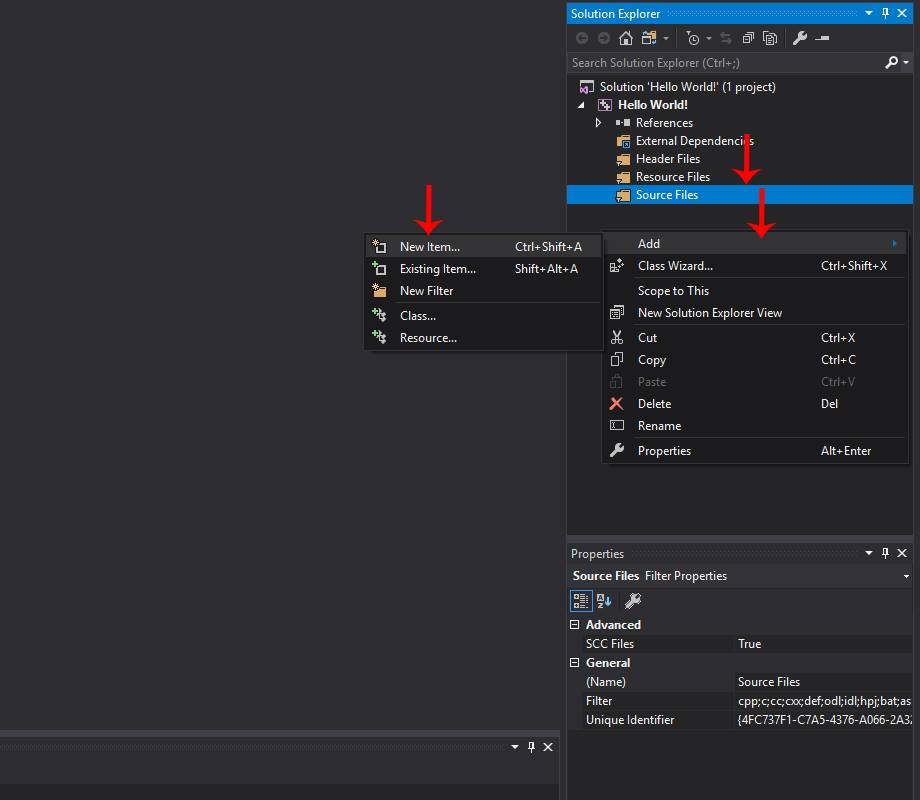 Solution Explorer
Search Solution Explorer (Ctrl+;)
Solution 'Hello World!' (1 project)
Hello World!
References
External Dependencies
Header Files
Resource Files
Source Files
New Item... Ctrl+Shift+A
Existing Item... Shift+Alt+A
New Filter
Class...
Resource...
Add
Class Wizard... Ctrl+Shift+X
Scope to This
New Solution Explorer View
Cut Ctrl+X
Copy Ctrl+C
Paste Ctrl+V
Delete Del
Rename
Properties Alt+Enter
Properties
Source Files Filter Properties
Advanced
SCC Files True
General
(Name) Source Files
Filter cpp;c;cc;cxx;def;odl;idl;hpj;bat;as
Unique Identifier {4FC737F1-C7A5-4376-A066-2A32